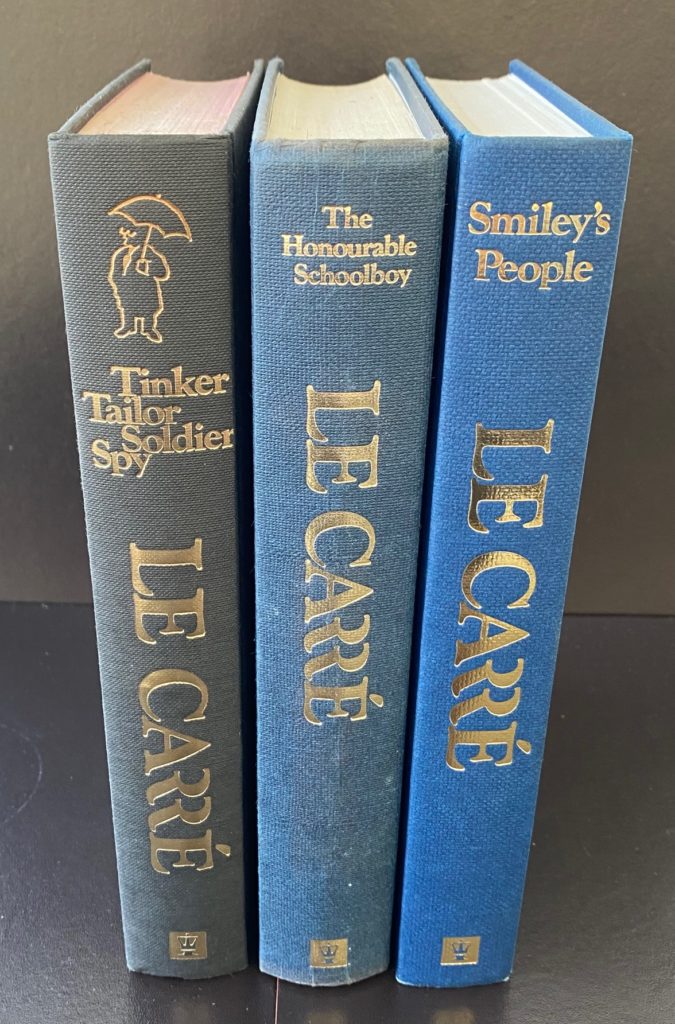 Tinker
Tailor
Soldier
Spy
LE CARRÉ
The
Honourable
Schoolboy
LE CARRÉ
Smiley's
People
LE CARRÉ